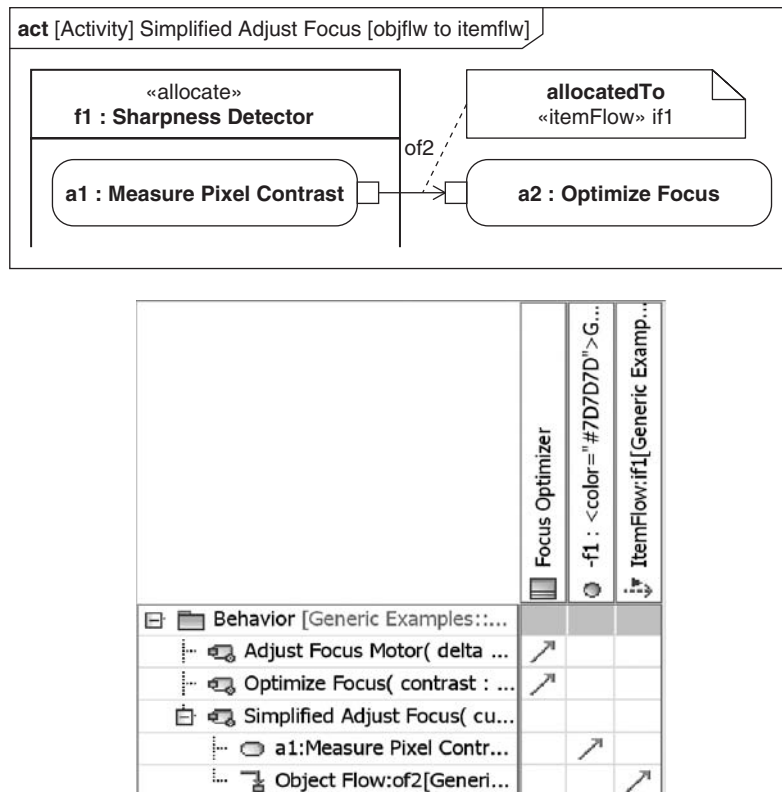 act [Activity] Simplified Adjust Focus [objflw to itemflw]
«allocate»
f1 : Sharpness Detector
allocatedTo
«itemFlow» if1
of2
a1 : Measure Pixel Contrast
a2 : Optimize Focus
Focus Optimizer
-f1 : <color="#7D7D7D">G...
ItemFlow:if1[Generic Examp...
Behavior [Generic Examples::...
Adjust Focus Motor( delta ...
Optimize Focus( contrast : ...
Simplified Adjust Focus( cu...
a1:Measure Pixel Contr...
Object Flow:of2[Generi...